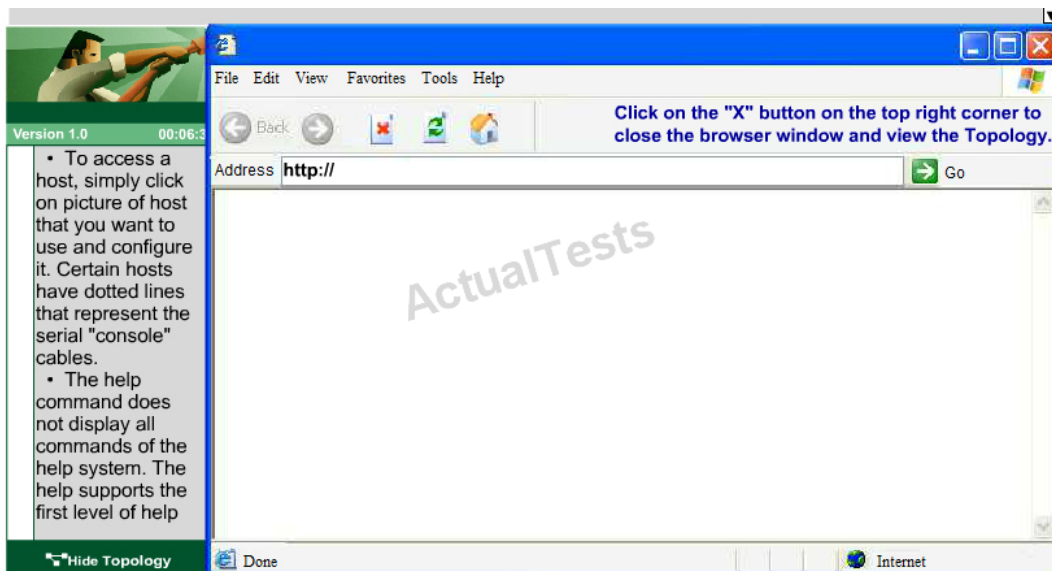 File Edit View Favorites Tools Help
Back
Click on the "X" button on the top right corner to
close the browser window and view the Topology.
Address http://
Go
Version 1.0 00:06:3
• To access a
host, simply click
on picture of host
that you want to
use and configure
it. Certain hosts
have dotted lines
that represent the
serial "console"
cables.
• The help
command does
not display all
commands of the
help system. The
help supports the
first level of help
Hide Topology
ActualTests
Done
Internet